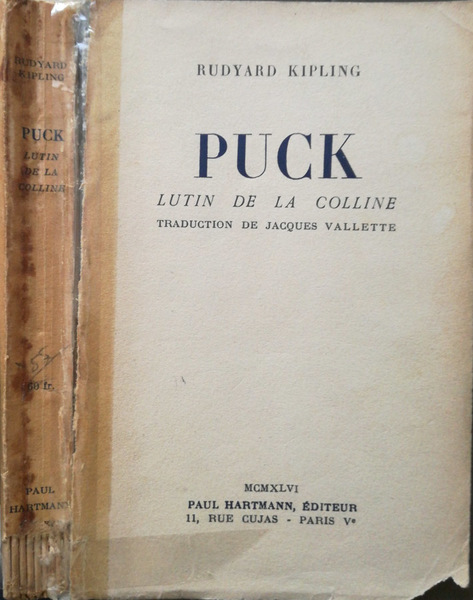 RUDYARD
KIPLING
PUCK
LUTIN
DE LA
COLLINE
fr.
PAUL
HARTMANN
RUDYARD KIPLING
PUCK
LUTIN DE LA COLLINE
TRADUCTION DE JACQUES VALLETTE
MCMXLVI
PAUL HARTMANN, ÉDITEUR
11, RUE CUJAS - PARIS Vᵉ